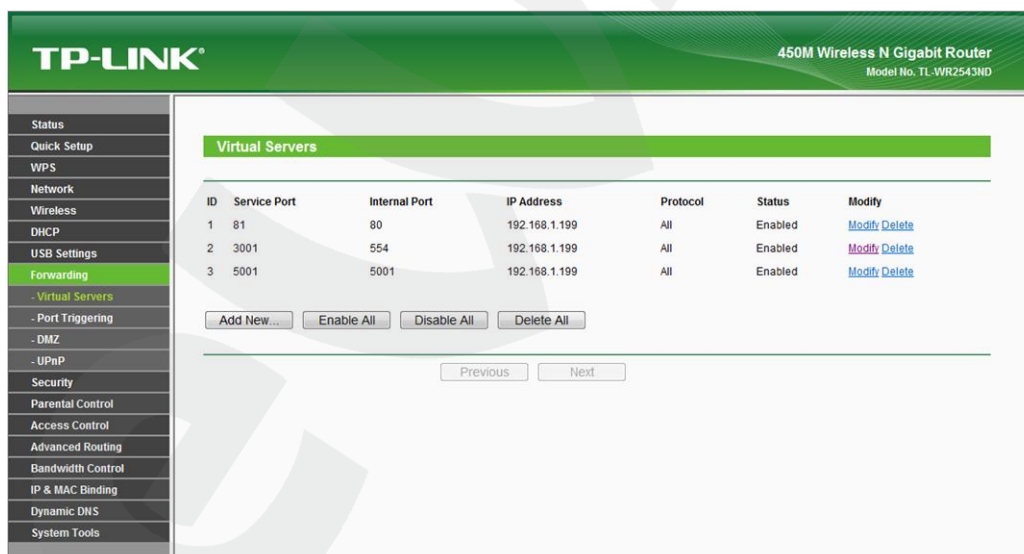 TP-LINK®
450M Wireless N Gigabit Router
Model No. TL-WR2543ND
Status
Quick Setup
WPS
Network
Wireless
DHCP
USB Settings
Forwarding
- Virtual Servers
- Port Triggering
- DMZ
- UPnP
Security
Parental Control
Access Control
Advanced Routing
Bandwidth Control
IP & MAC Binding
Dynamic DNS
System Tools
Virtual Servers
ID Service Port Internal Port IP Address Protocol Status Modify
1 81 80 192.168.1.199 All Enabled Modify Delete
2 3001 554 192.168.1.199 All Enabled Modify Delete
3 5001 5001 192.168.1.199 All Enabled Modify Delete
Add New... Enable All Disable All Delete All
Previous Next